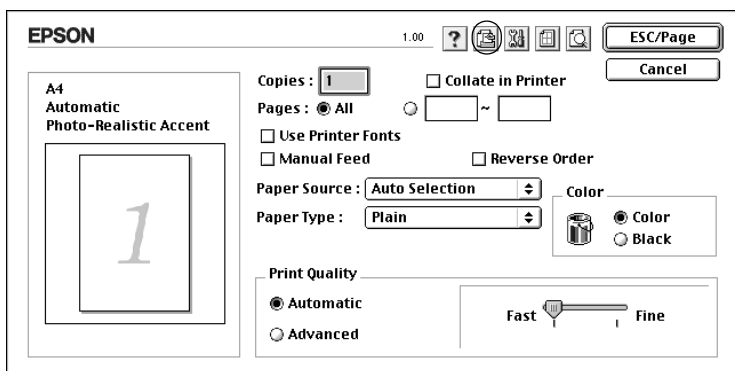 EPSON
1.00 ? ESC/Page
Cancel
A4
Automatic
Photo-Realistic Accent
1
Copies : 1 Collate in Printer
Pages : All ~
Use Printer Fonts
Manual Feed Reverse Order
Paper Source : Auto Selection
Paper Type : Plain
Color
Color
Black
Print Quality
Automatic
Advanced
Fast Fine